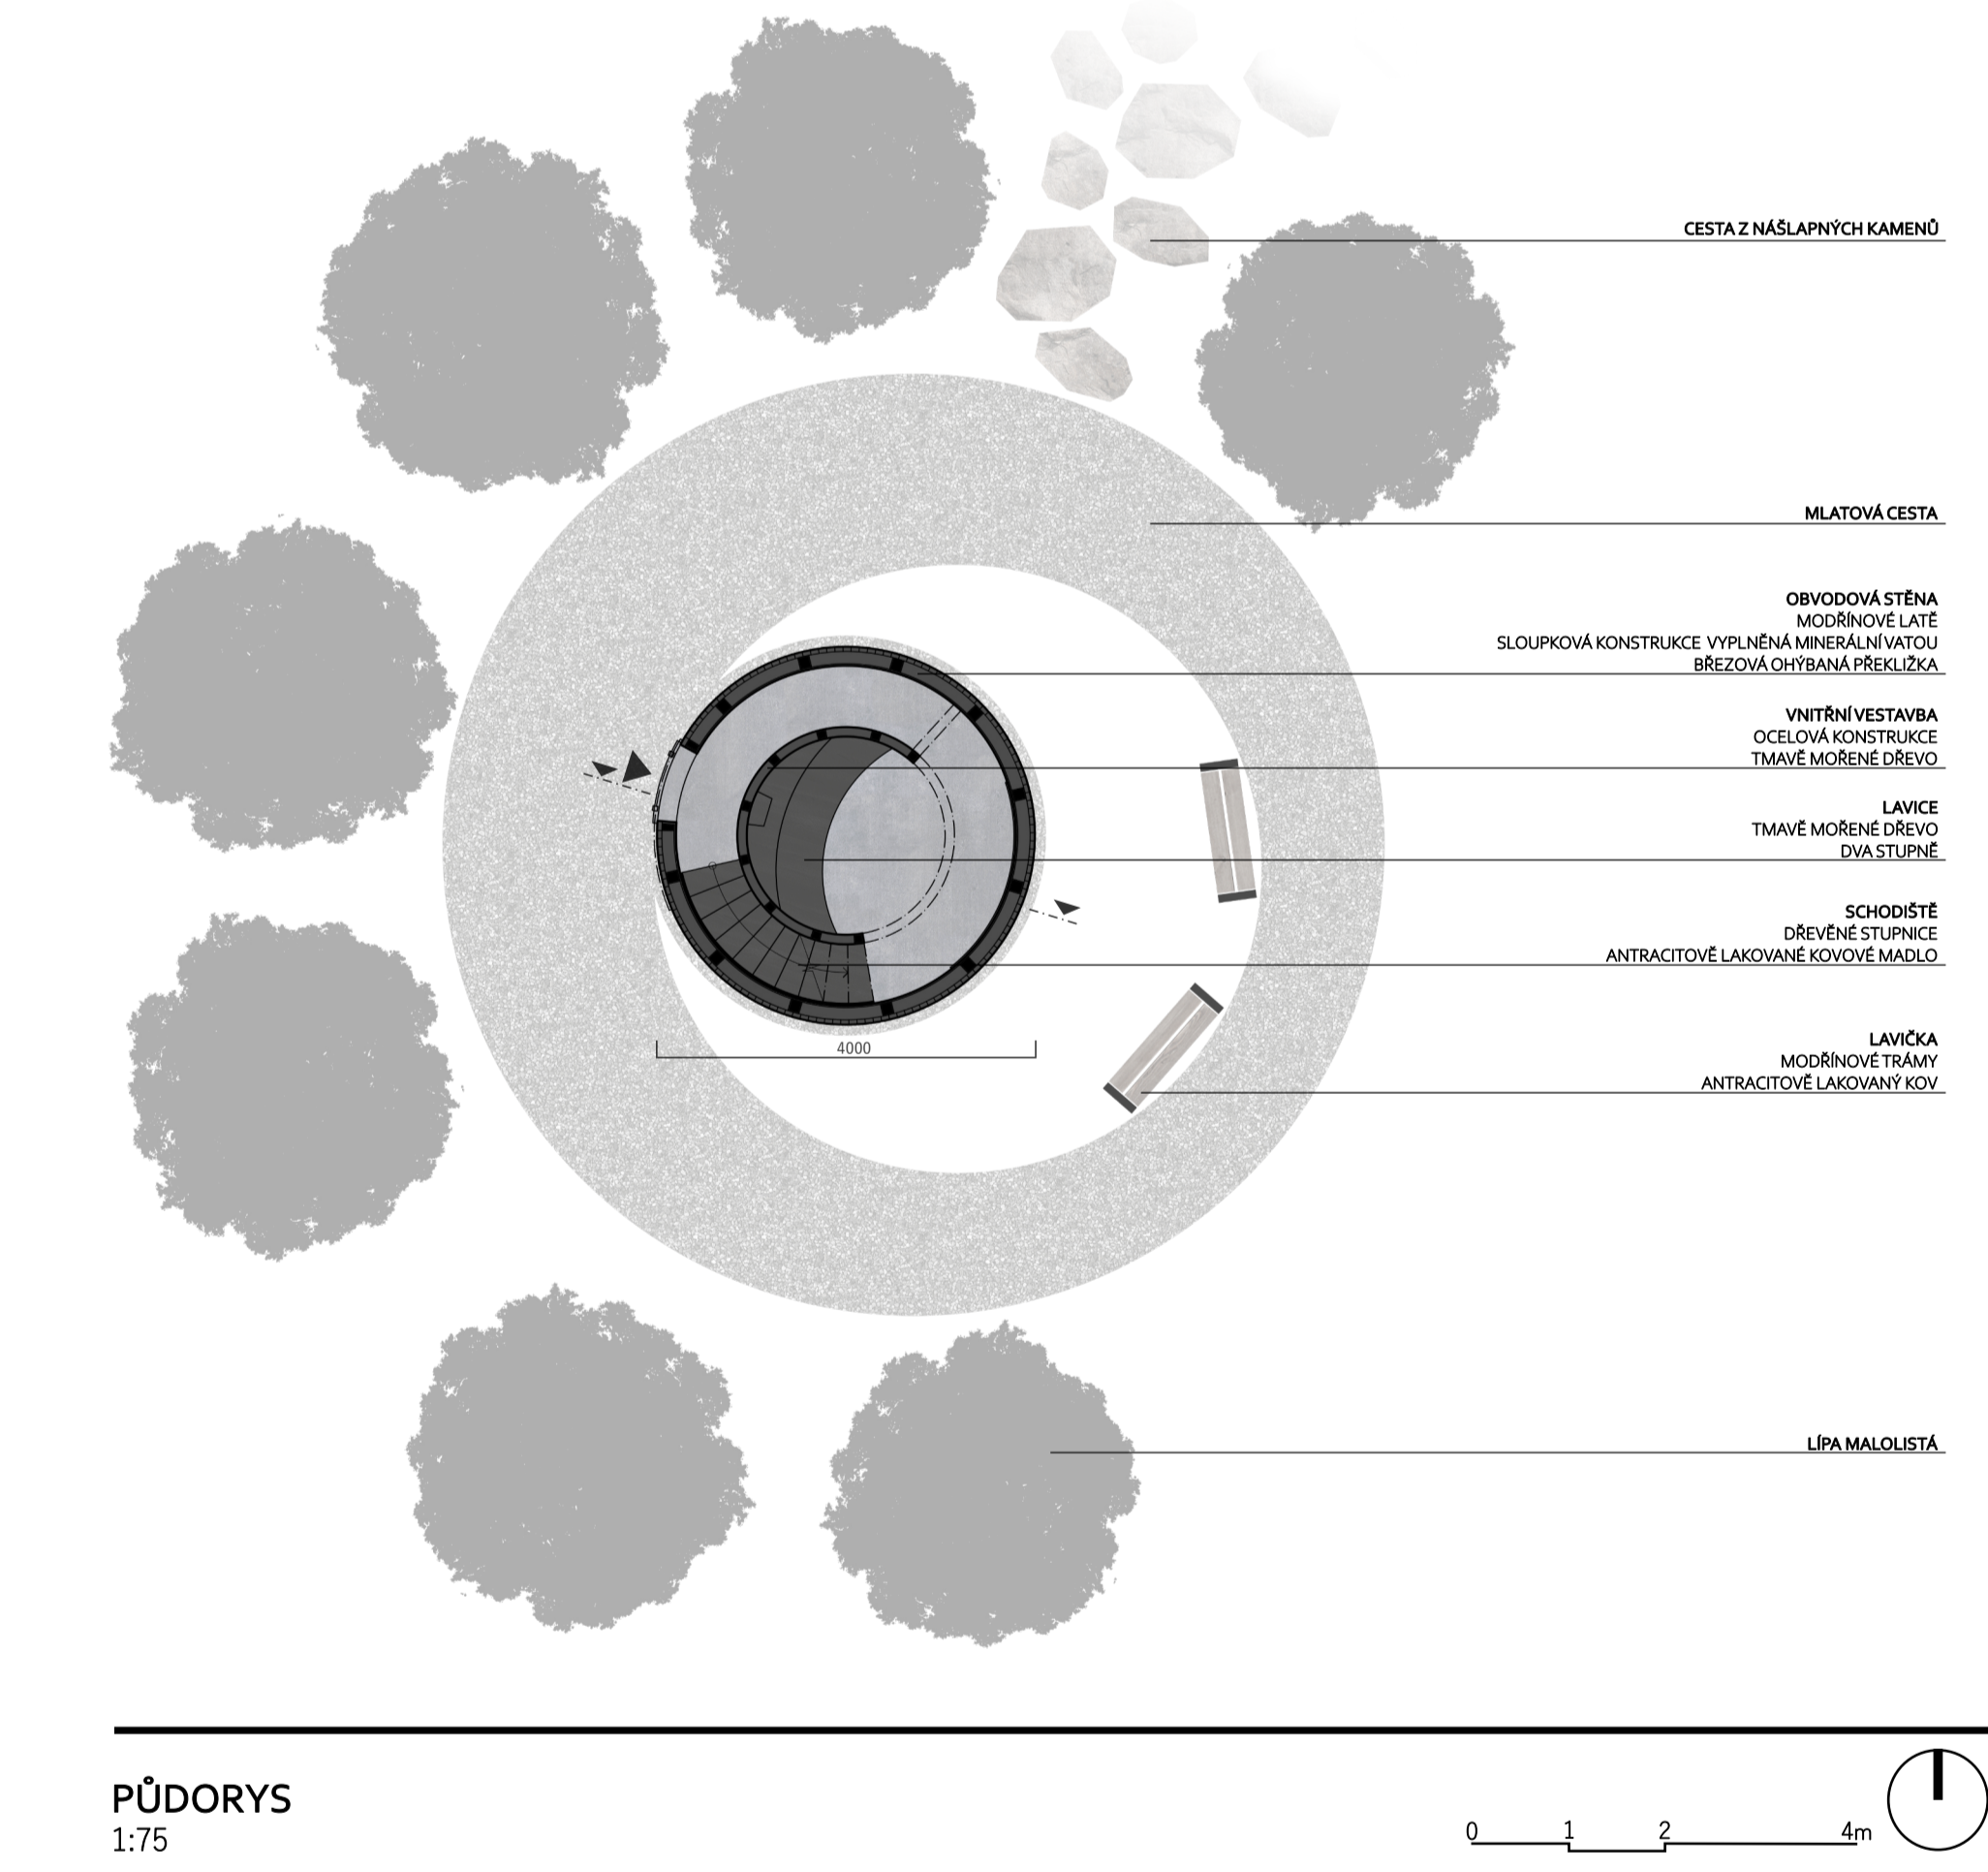 CESTA Z NÁŠLAPNÝCH KAMENŮ
MLATOVÁ CESTA
OBVODOVÁ STĚNA
MODŘÍNOVÉ LATĚ
SLOUPKOVÁ KONSTRUKCE VYPLNĚNÁ MINERÁLNÍ VATOU
BŘEZOVÁ OHÝBANÁ PŘEKLIŽKA
VNITŘNÍ VESTAVBA
OCELOVÁ KONSTRUKCE
TMAVĚ MOŘENÉ DŘEVO
LAVICE
TMAVĚ MOŘENÉ DŘEVO
DVA STUPNĚ
SCHODIŠTĚ
DŘEVĚNÉ STUPNICE
ANTRACITOVĚ LAKOVANÉ KOVOVÉ MADLO
4000
LAVIČKA
MODŘÍNOVÉ TRÁMY
ANTRACITOVĚ LAKOVANÝ KOV
LÍPA MALOLISTÁ
PŮDORYS
1:75
0 1 2 4m